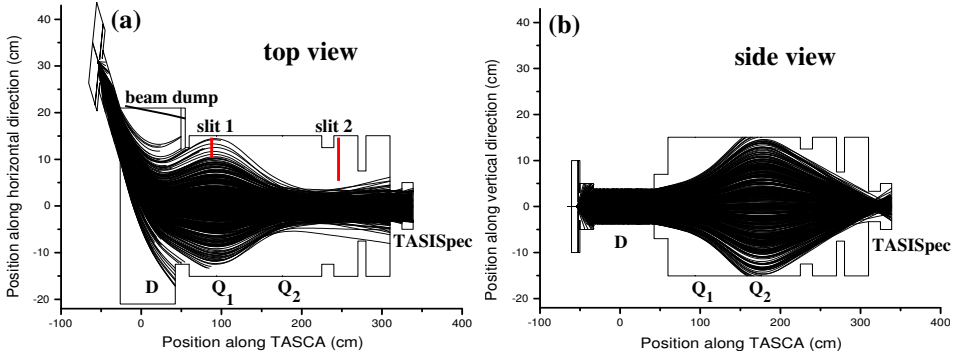 (a)
top view
beam dump
slit 1
slit 2
TASISpec
D
Q1
Q2
40
30
20
10
0
-10
-20
-100
0
100
200
300
400
Position along horizontal direction (cm)
Position along TASCA (cm)
(b)
side view
TASISpec
D
Q1
Q2
40
30
20
10
0
-10
-20
-100
0
100
200
300
400
Position along vertical direction (cm)
Position along TASCA (cm)